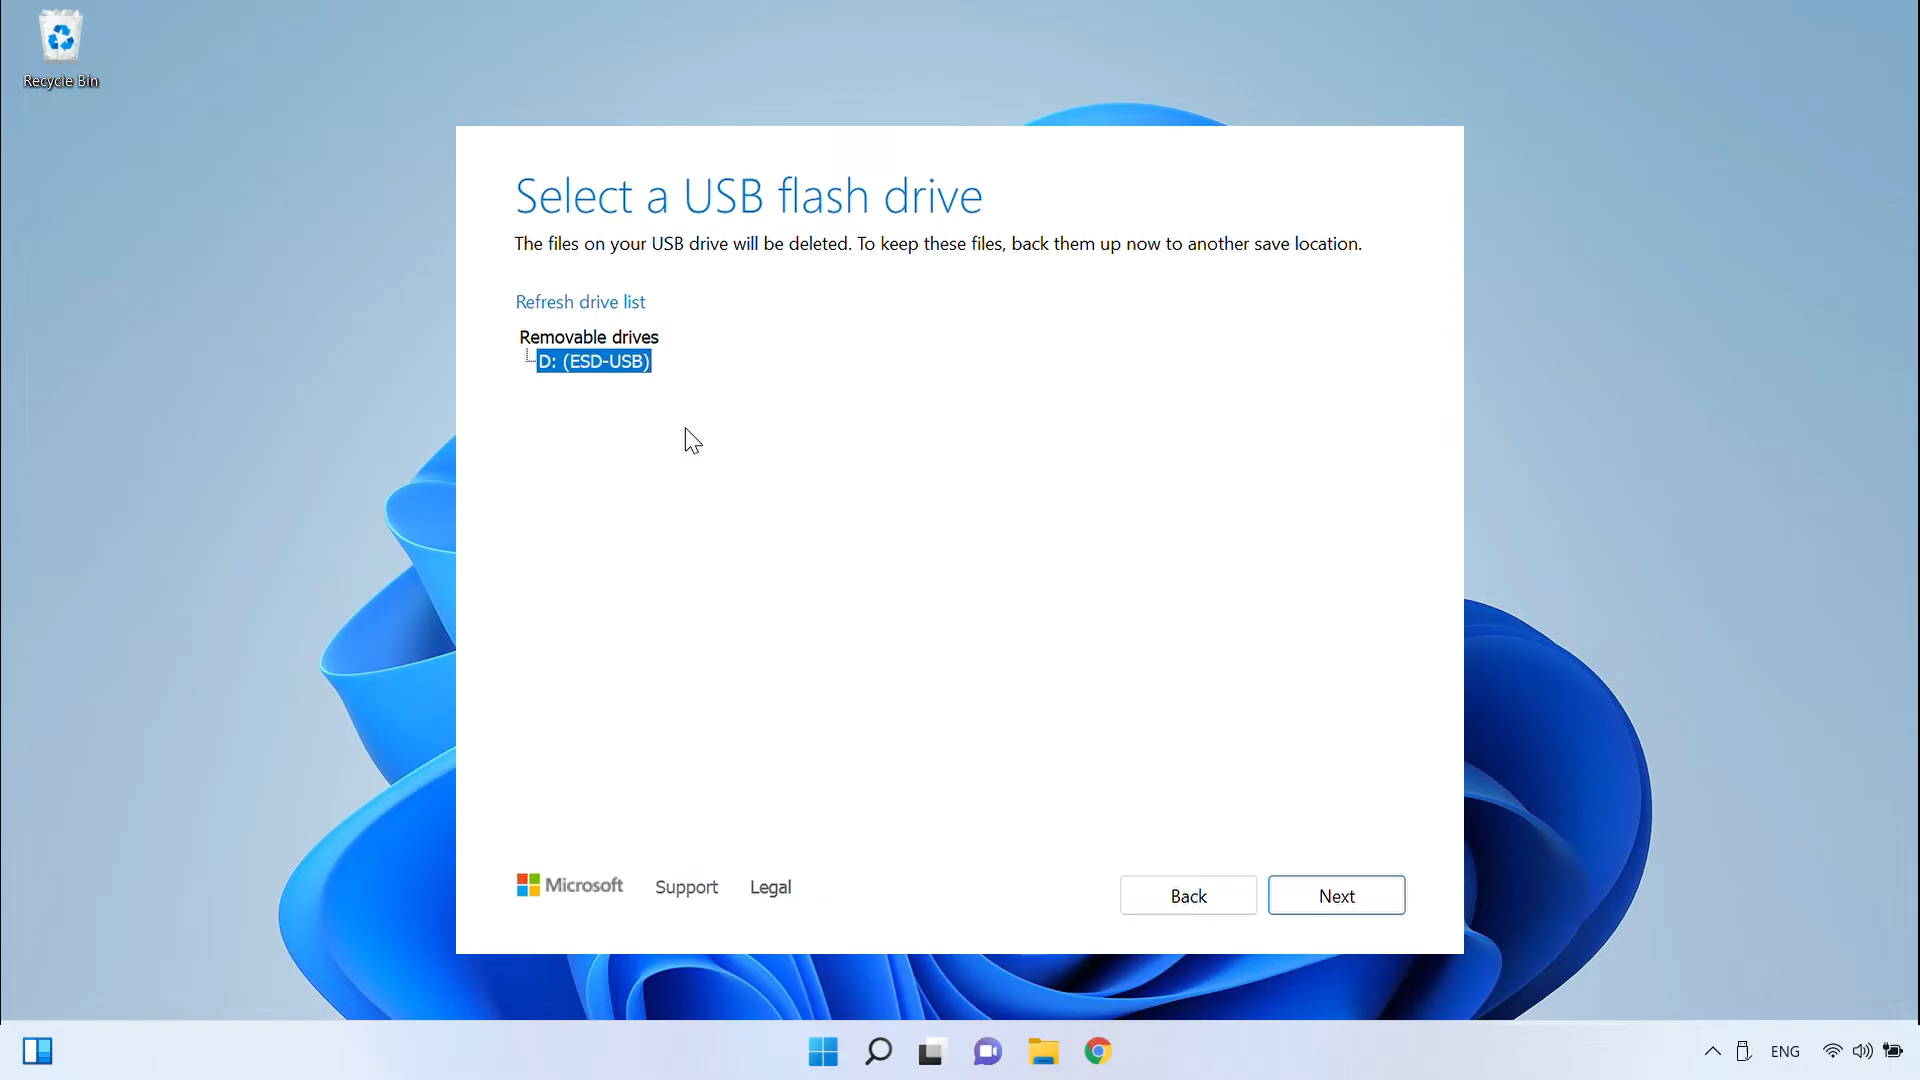 Recycle Bin
Select a USB flash drive
The files on your USB drive will be deleted. To keep these files, back them up now to another save location.
Refresh drive list
Removable drives
D: (ESD-USB)
Microsoft Support Legal
Back Next
ENG